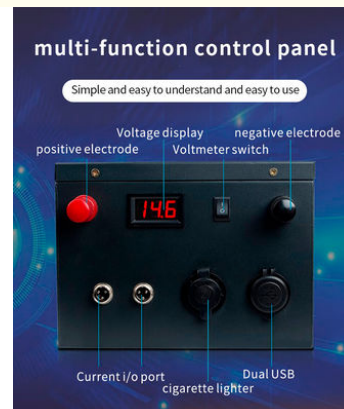 multi-function control panel
Simple and easy to understand and easy to use
Voltage display
negative electrode
positive electrode
Voltmeter switch
14.6
Current i/o port
Dual USB
cigarette lighter